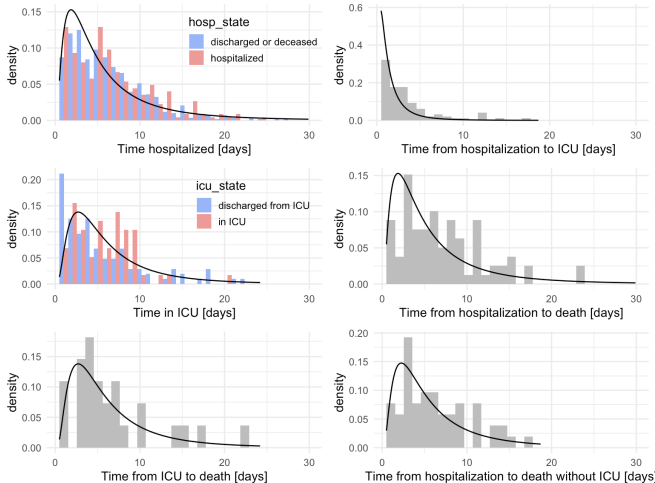 hosp_state
discharged or deceased
hospitalized
density
0.15
0.10
0.05
0.00
0
10
20
30
Time hospitalized [days]
density
0.6
0.4
0.2
0.0
0
10
20
30
Time from hospitalization to ICU [days]
icu_state
discharged from ICU
in ICU
density
0.20
0.15
0.10
0.05
0.00
0
10
20
30
Time in ICU [days]
density
0.15
0.10
0.05
0.00
0
10
20
30
Time from hospitalization to death [days]
density
0.15
0.10
0.05
0.00
0
10
20
30
Time from ICU to death [days]
density
0.20
0.15
0.10
0.05
0.00
0
10
20
30
Time from hospitalization to death without ICU [days]